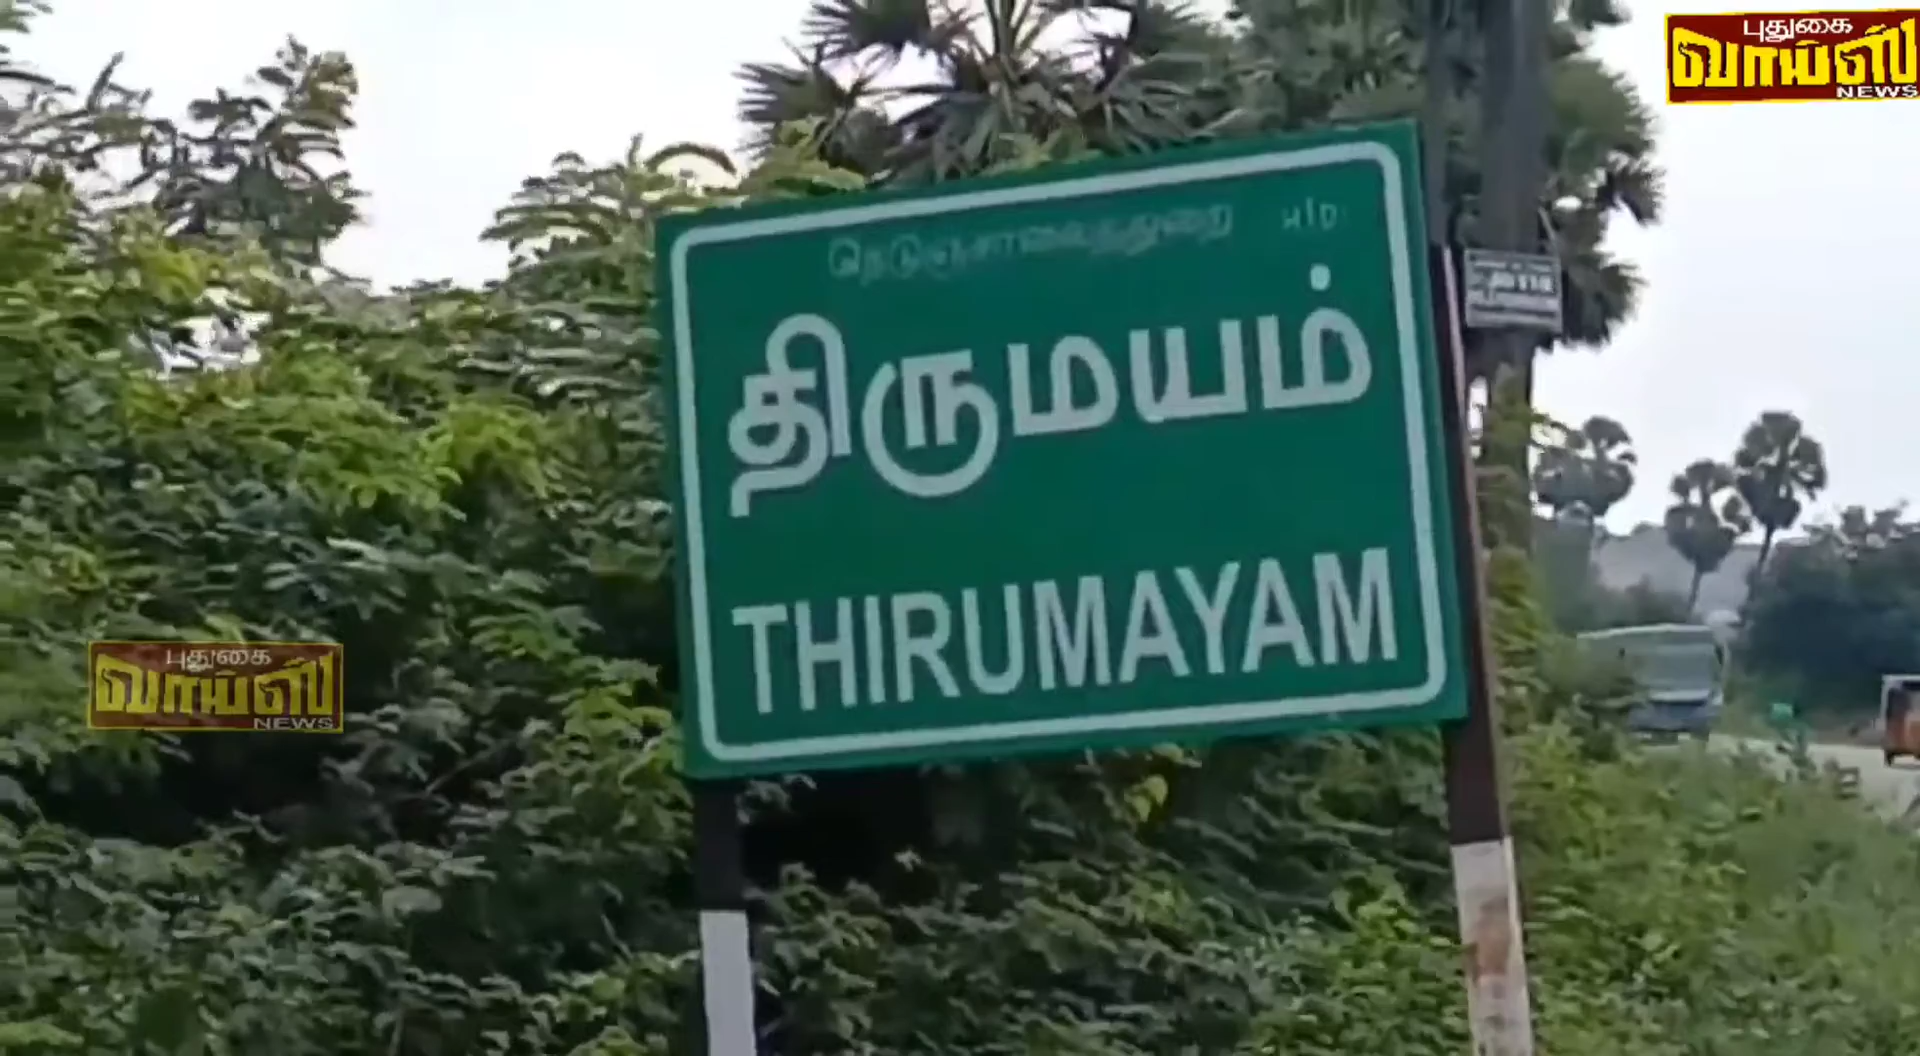 புதுகை
வாய்ஸ்
NEWS
நெடுஞ்சாலைத்துறை H/D
திருமயம்
THIRUMAYAM
புதுகை
வாய்ஸ்
NEWS